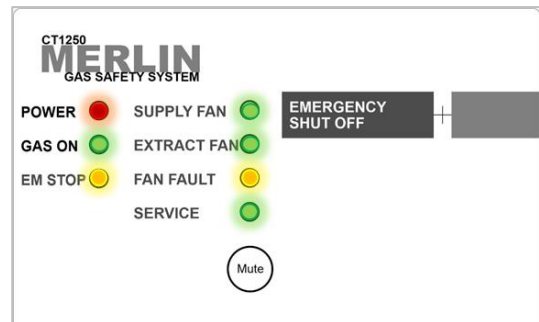 CT1250
MERLIN
GAS SAFETY SYSTEM
POWER
GAS ON
EM STOP
SUPPLY FAN
EXTRACT FAN
FAN FAULT
SERVICE
Mute
EMERGENCY
SHUT OFF